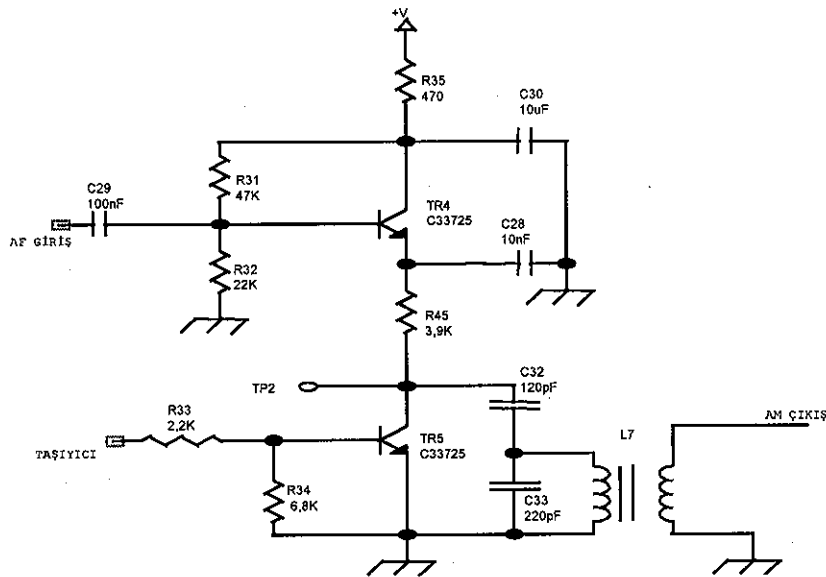 +V
R35
470
C30
10uF
C29
100nF
R31
47K
TR4
C33725
C28
10nF
AF GİRİŞ
R32
22K
R45
3,9K
TP2
C32
120pF
R33
2,2K
TAŞIYICI
TR5
C33725
L7
AM ÇIKIŞ
R34
6,8K
C33
220pF